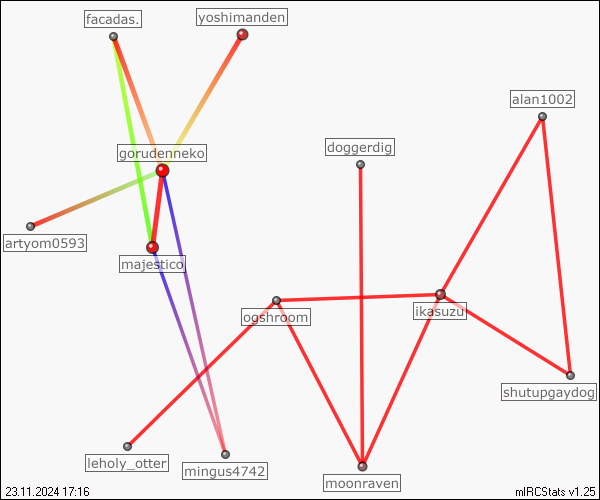 facadas.
yoshimanden
alan1002
doggerdig
gorudenneko
artyom0593
majestico
ogshroom
ikasuzu
shutupgaydog
leholy_otter
mingus4742
moonraven
23.11.2024 17:16
mIRCStats v1.25